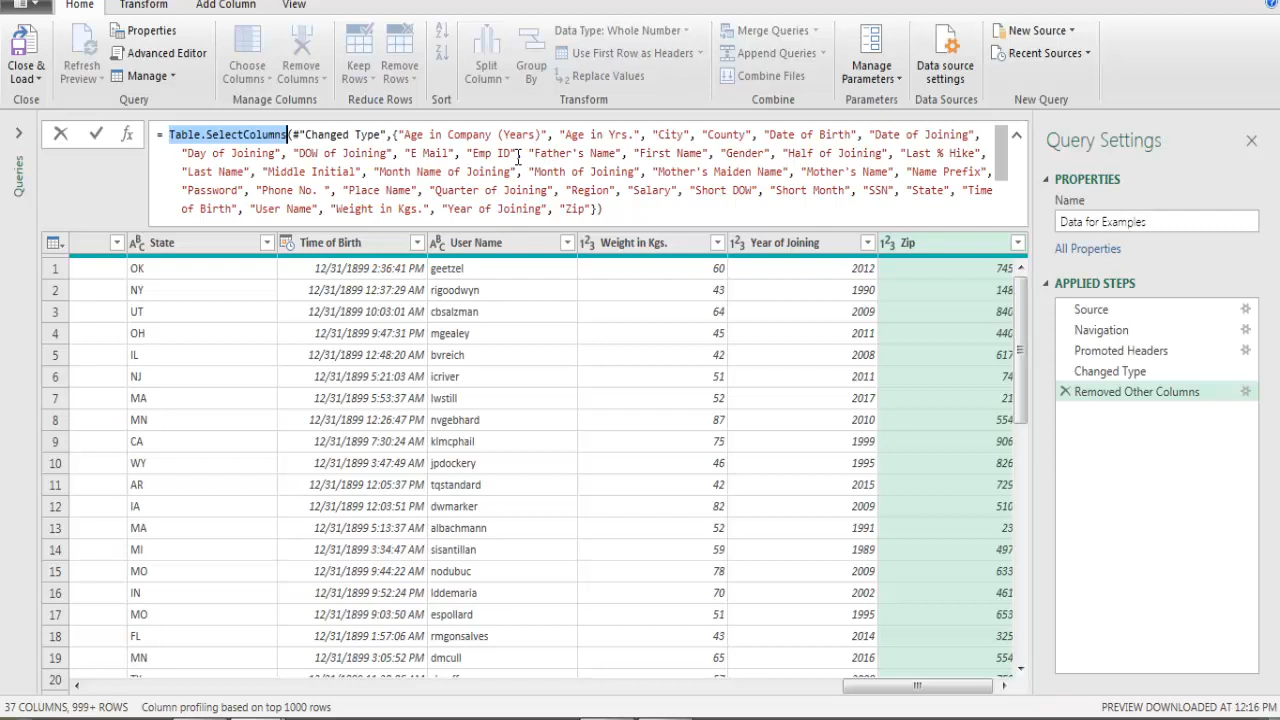 Home
Transform
Add Column
View
Close & Load
Refresh Preview
Properties
Advanced Editor
Manage
Choose Columns
Remove Columns
Keep Rows
Remove Rows
Split Column
Group By
Data Type: Whole Number
Use First Row as Headers
Replace Values
Merge Queries
Append Queries
Combine Files
Manage Parameters
Data source settings
New Source
Recent Sources
Close
Query
Manage Columns
Reduce Rows
Sort
Transform
Combine
Parameters
Data Sources
New Query
= Table.SelectColumns(#"Changed Type",{"Age in Company (Years)", "Age in Yrs.", "City", "County", "Date of Birth", "Date of Joining",
"Day of Joining", "DOW of Joining", "E Mail", "Emp ID", "Father's Name", "First Name", "Gender", "Half of Joining", "Last % Hike",
"Last Name", "Middle Initial", "Month Name of Joining", "Month of Joining", "Mother's Maiden Name", "Mother's Name", "Name Prefix",
"Password", "Phone No. ", "Place Name", "Quarter of Joining", "Region", "Salary", "Short DOW", "Short Month", "SSN", "State", "Time
of Birth", "User Name", "Weight in Kgs.", "Year of Joining", "Zip"})
Queries
State Time of Birth User Name Weight in Kgs. Year of Joining Zip
1 OK 12/31/1899 2:36:41 PM geetzel 60 2012 745
2 NY 12/31/1899 12:37:29 AM rigoodwyn 43 1990 148
3 UT 12/31/1899 10:03:01 AM cbsalzman 64 2009 840
4 OH 12/31/1899 9:47:31 PM mgealey 45 2011 440
5 IL 12/31/1899 12:48:20 AM bvreich 42 2008 617
6 NJ 12/31/1899 5:21:03 AM icriver 51 2011 74
7 MA 12/31/1899 5:53:37 AM lwstill 52 2017 21
8 MN 12/31/1899 12:26:47 PM nvgebhard 87 2010 554
9 CA 12/31/1899 7:30:24 AM klmcphail 75 1999 906
10 WY 12/31/1899 3:47:49 AM jpdockery 46 1995 826
11 AR 12/31/1899 12:05:37 PM tqstandard 42 2015 729
12 IA 12/31/1899 12:03:51 PM dwmarker 82 2009 510
13 MA 12/31/1899 5:13:37 AM albachmann 52 1991 23
14 MI 12/31/1899 3:34:47 AM sisantillan 59 1989 497
15 MO 12/31/1899 9:44:22 AM nodubuc 78 2009 633
16 IN 12/31/1899 9:52:24 PM lddemaria 70 2002 461
17 MO 12/31/1899 9:03:50 AM espollard 51 1995 653
18 FL 12/31/1899 1:57:06 AM rmgonsalves 43 2014 325
19 MN 12/31/1899 3:05:52 PM dmcull 65 2016 554
20
Query Settings
PROPERTIES
Name
Data for Examples
All Properties
APPLIED STEPS
Source
Navigation
Promoted Headers
Changed Type
Removed Other Columns
37 COLUMNS, 999+ ROWS
Column profiling based on top 1000 rows
PREVIEW DOWNLOADED AT 12:16 PM